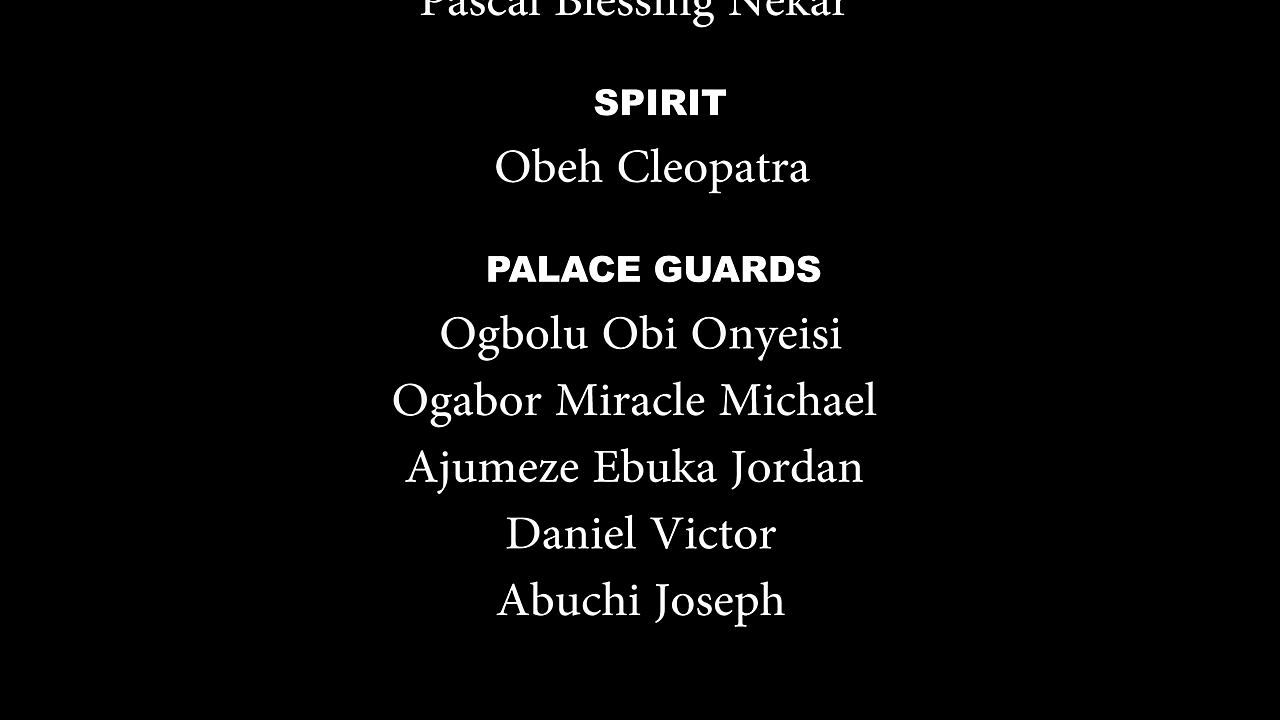 Pascal Blessing Nekar
SPIRIT
Obeh Cleopatra
PALACE GUARDS
Ogbolu Obi Onyeisi
Ogabor Miracle Michael
Ajumeze Ebuka Jordan
Daniel Victor
Abuchi Joseph